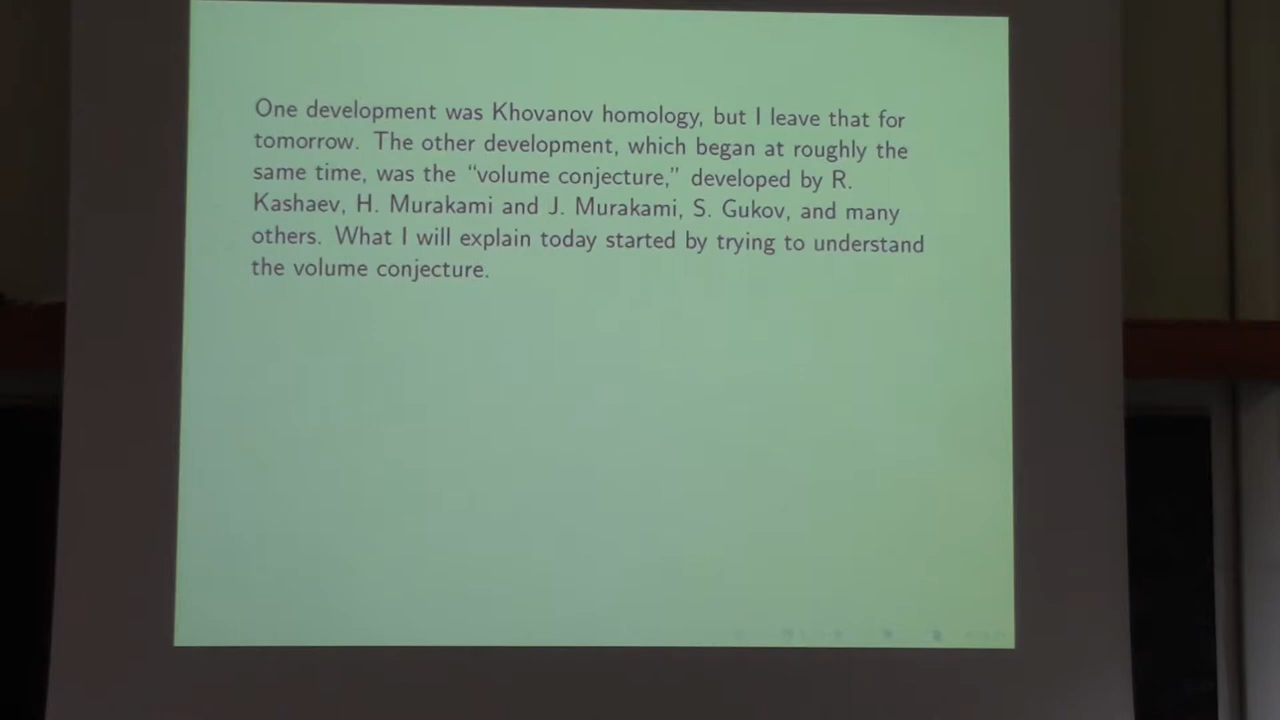 One development was Khovanov homology, but I leave that for
tomorrow. The other development, which began at roughly the
same time, was the “volume conjecture,” developed by R.
Kashaev, H. Murakami and J. Murakami, S. Gukov, and many
others. What I will explain today started by trying to understand
the volume conjecture.